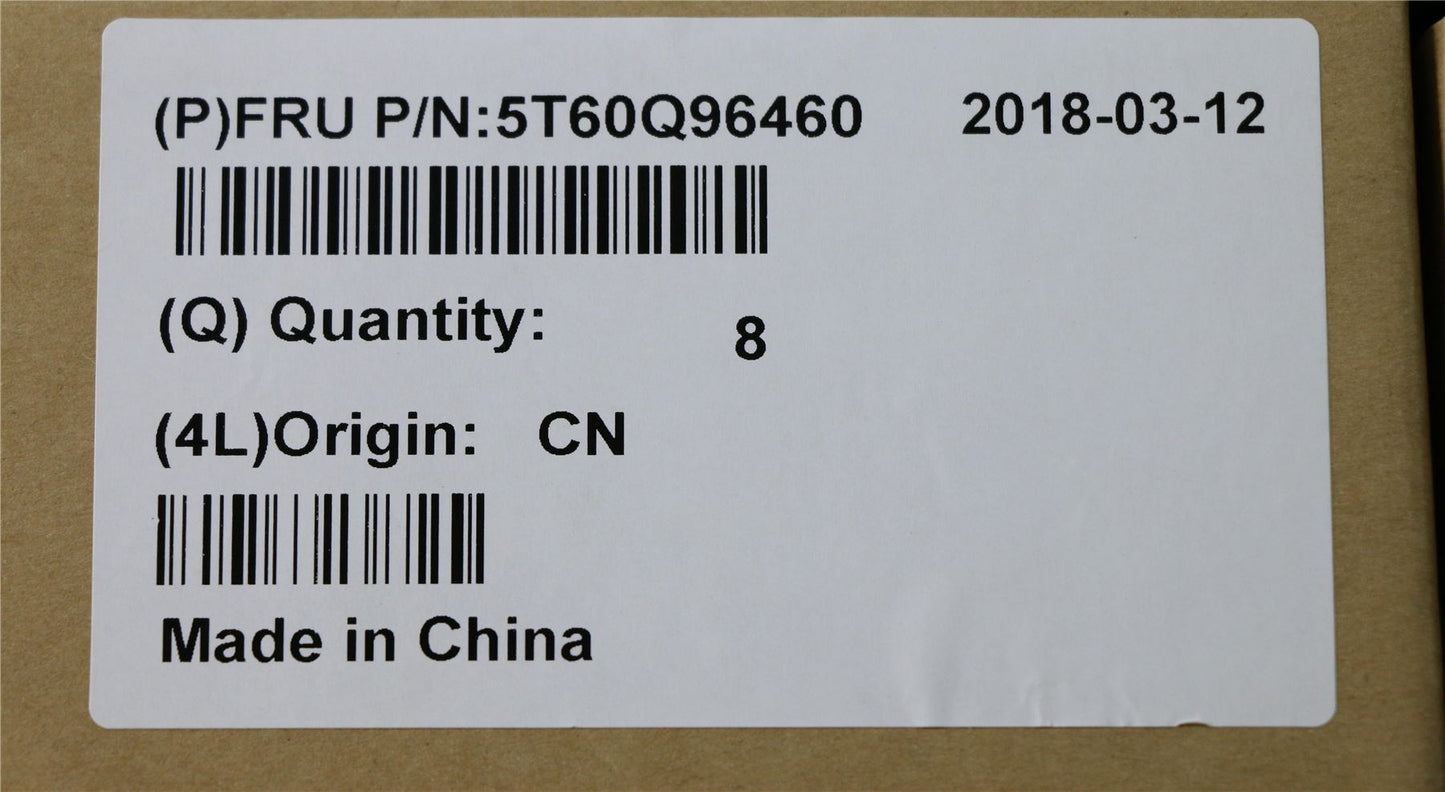 (P)FRU P/N:5T60Q96460 2018-03-12
(Q) Quantity: 8
(4L)Origin: CN
Made in China